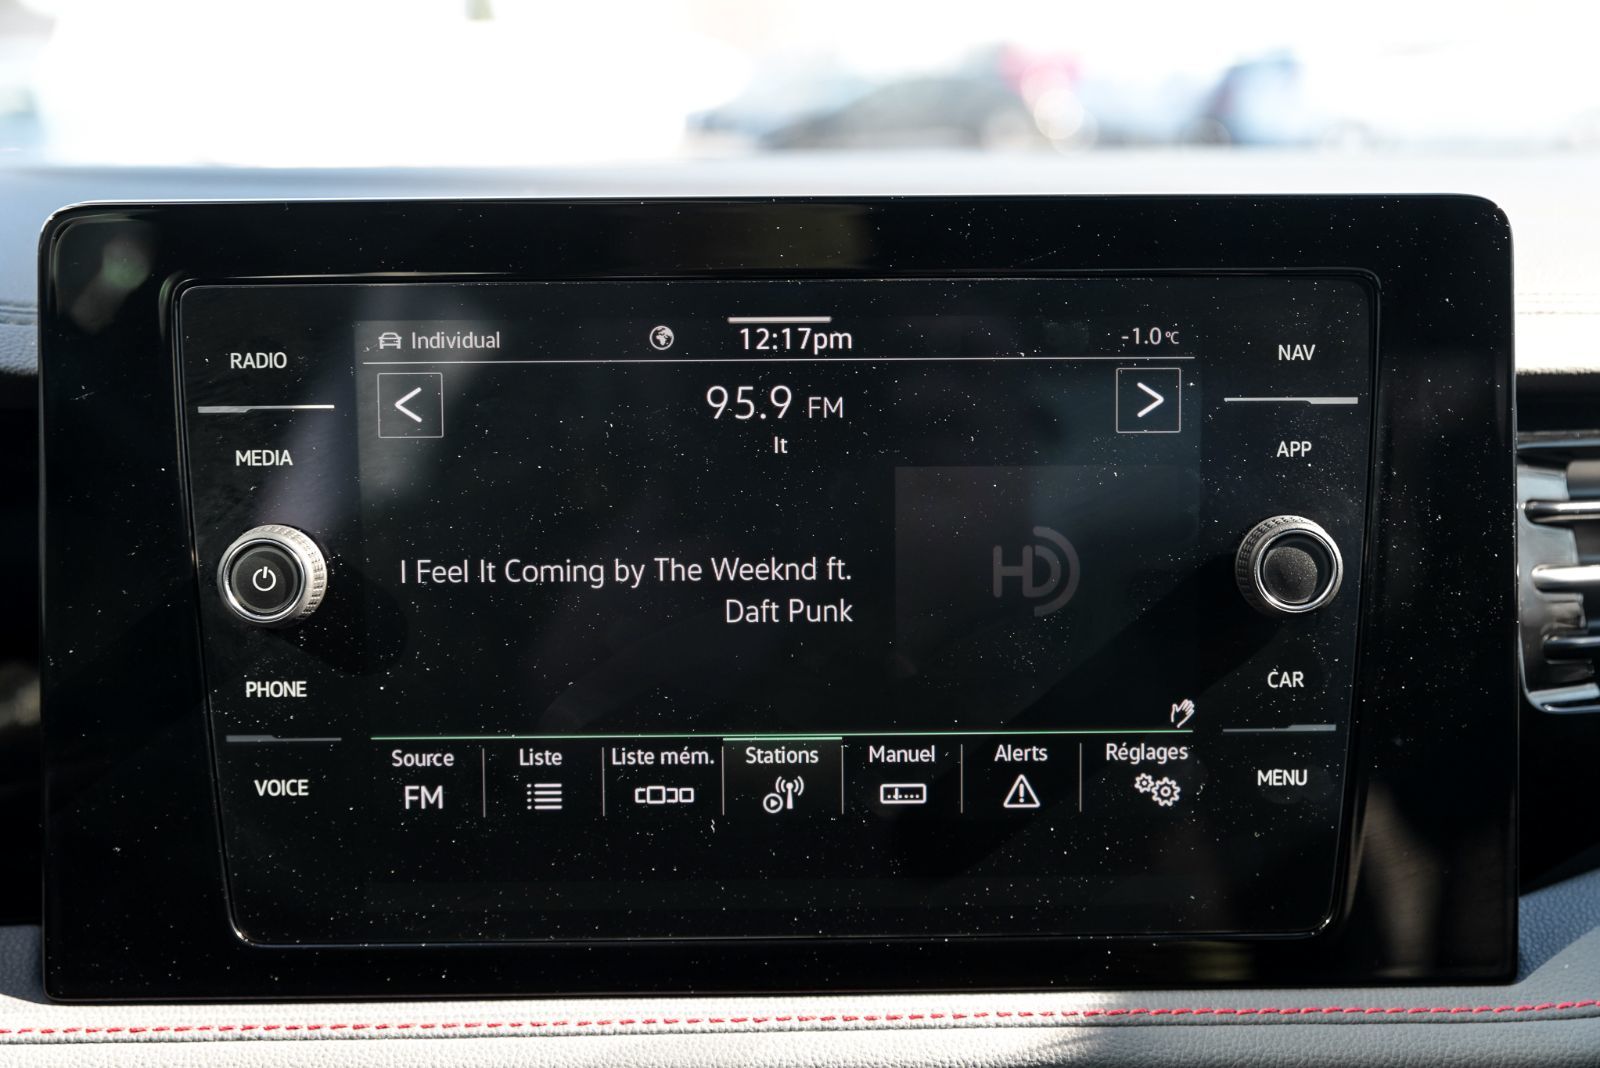 RADIO
MEDIA
PHONE
VOICE
Individual
12:17pm
-1.0°C
95.9 FM
It
I Feel It Coming by The Weeknd ft.
Daft Punk
HD
Source
FM
Liste
Liste mém.
Stations
Manuel
Alerts
Réglages
NAV
APP
CAR
MENU